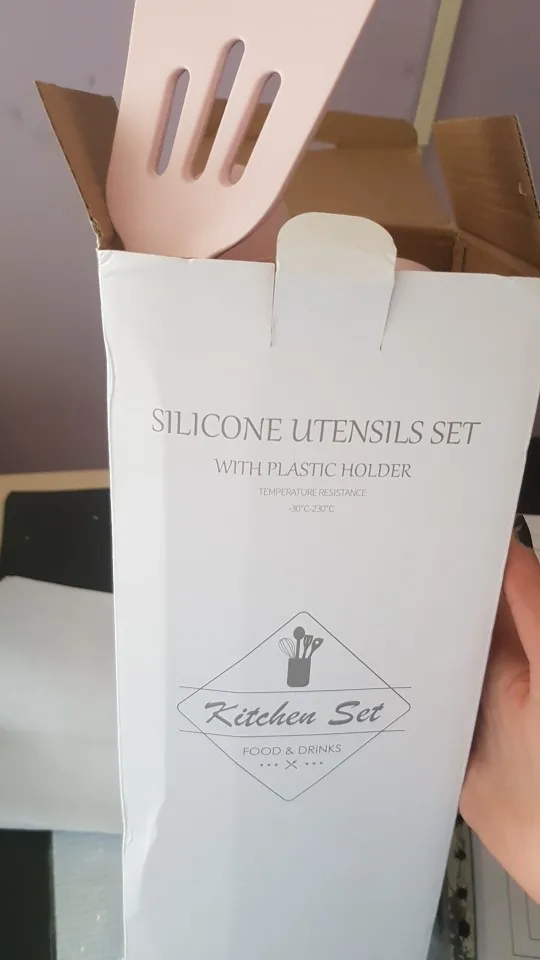 SILICONE UTENSILS SET
WITH PLASTIC HOLDER
TEMPERATURE RESISTANCE
-30°C-230°C
Kitchen Set
FOOD & DRINKS